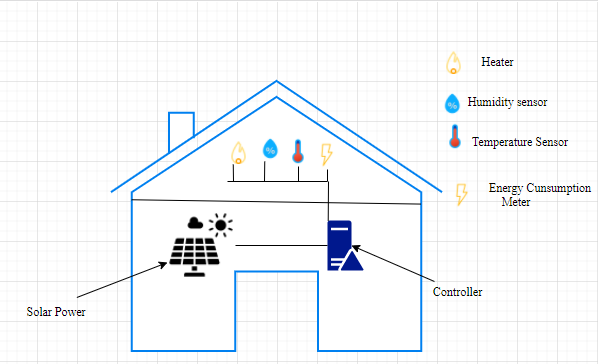 Heater
%
Humidity sensor
%
Temperature Sensor
Energy Cunsumption
Meter
Controller
Solar Power